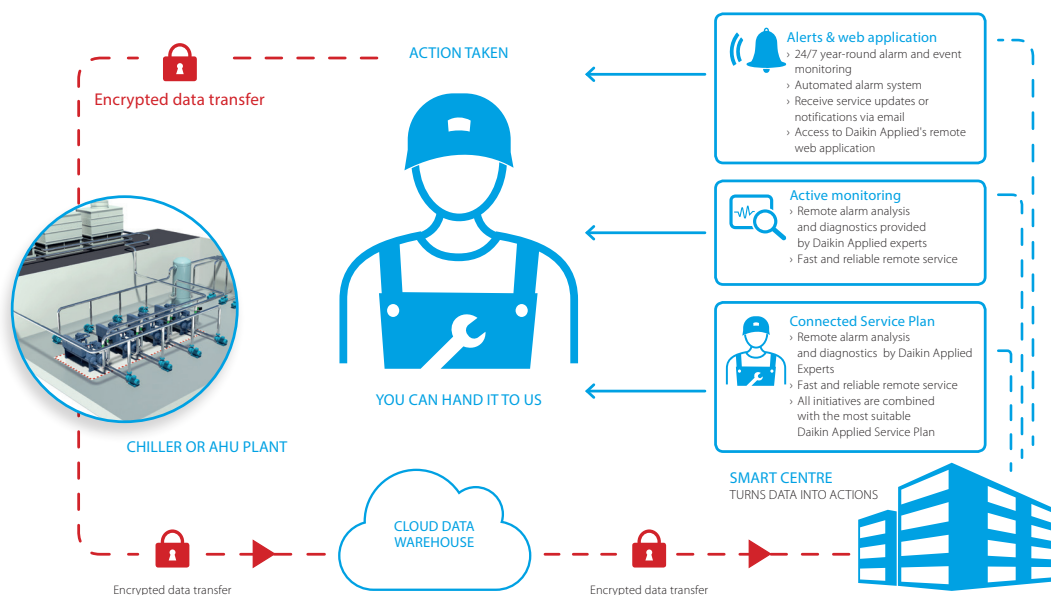 ACTION TAKEN
Encrypted data transfer
Alerts & web application
› 24/7 year-round alarm and event
monitoring
› Automated alarm system
› Receive service updates or
notifications via email
› Access to Daikin Applied's remote
web application
Active monitoring
› Remote alarm analysis
and diagnostics provided
by Daikin Applied experts
› Fast and reliable remote service
Connected Service Plan
› Remote alarm analysis
and diagnostics  by Daikin Applied
Experts
› Fast and reliable remote service
› All initiatives are combined
with the most suitable
Daikin Applied Service Plan
YOU CAN HAND IT TO US
CHILLER OR AHU PLANT
SMART CENTRE
TURNS DATA INTO ACTIONS
CLOUD DATA
WAREHOUSE
Encrypted data transfer
Encrypted data transfer